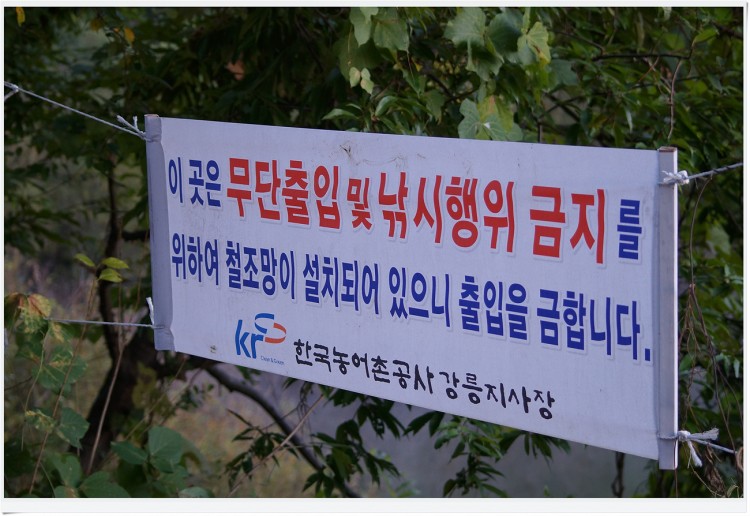 이 곳은 무단출입 및 낚시행위 금지를
위하여 철조망이 설치되어 있으니 출입을 금합니다.
kr 한국농어촌공사 강릉지사장
Clean & Green